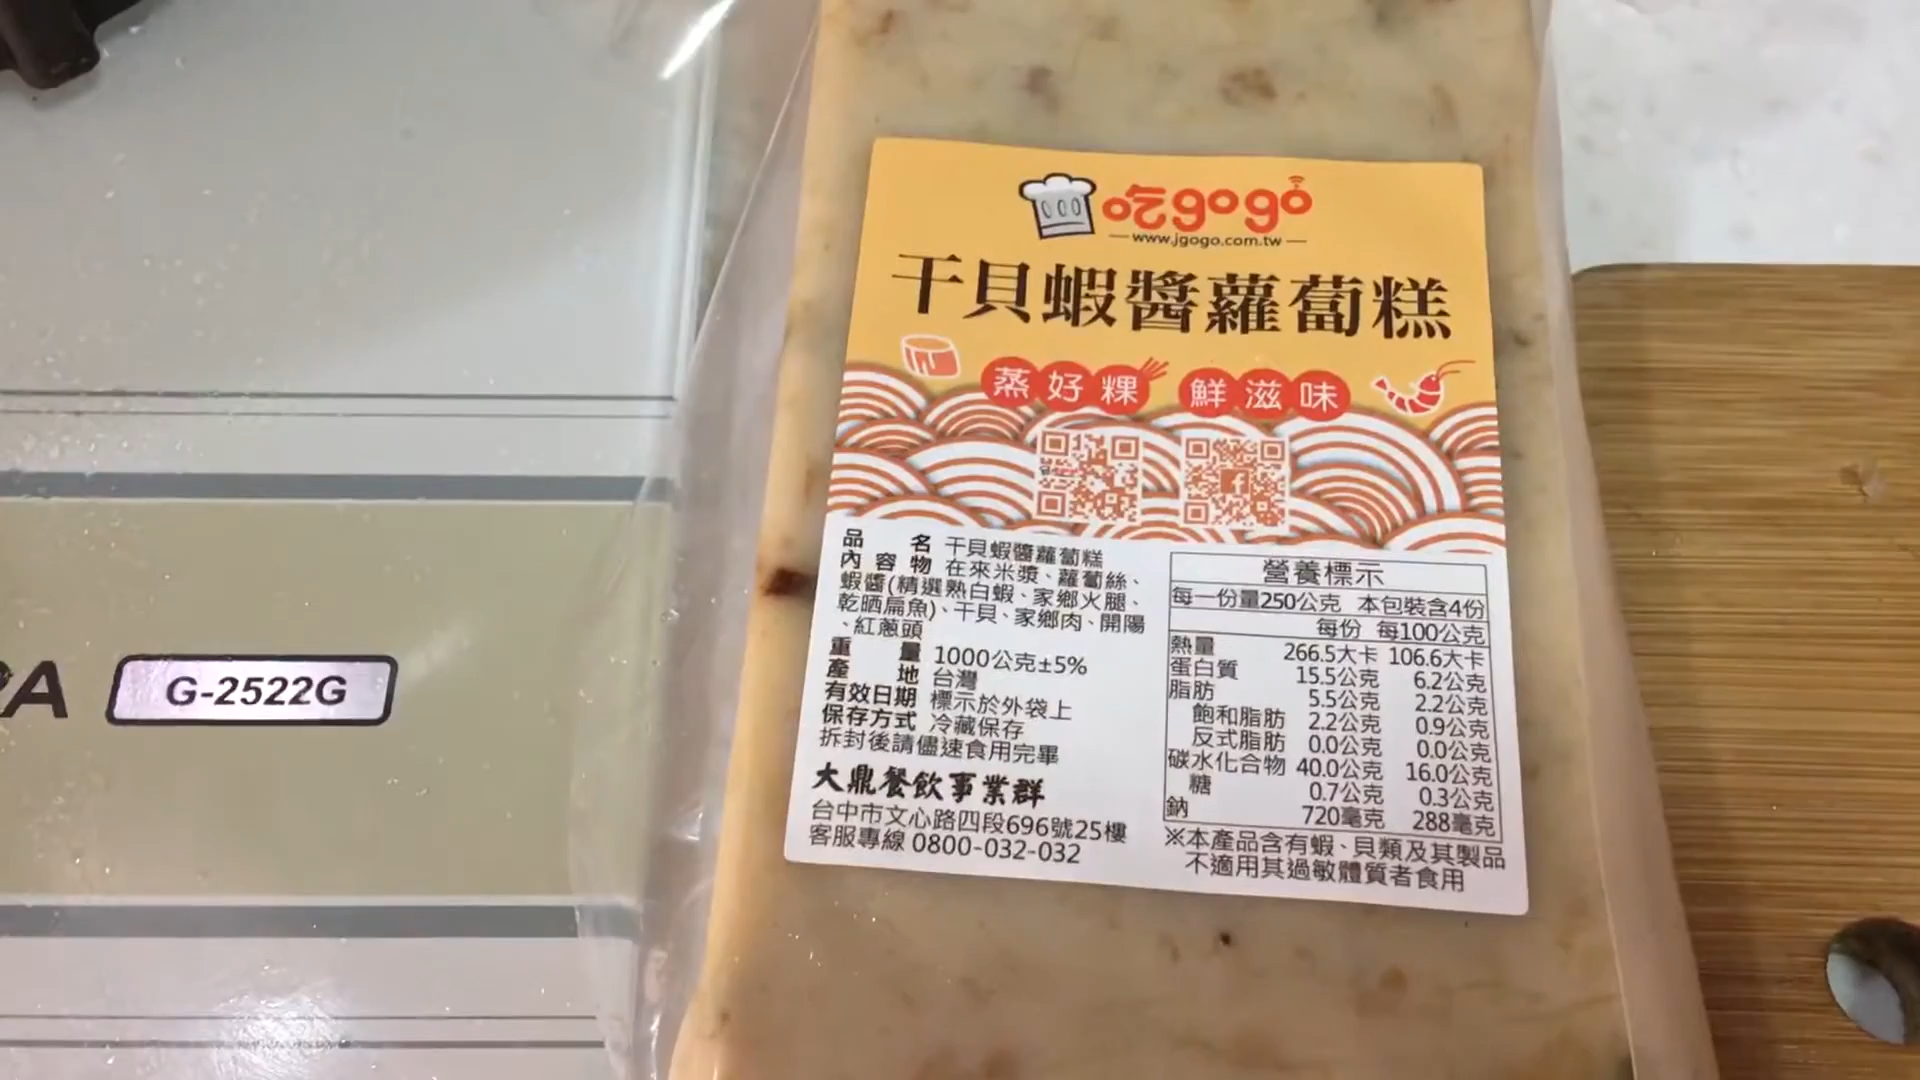 吃gogo
www.jgogo.com.tw
干貝蝦醬蘿蔔糕
蒸好粿 鮮滋味
品名 干貝蝦醬蘿蔔糕
內容物 在來米漿、蘿蔔絲、
蝦醬(精選熟白蝦、家鄉火腿、
乾晒扁魚)、干貝、家鄉肉、開陽
、紅蔥頭
重量 1000公克±5%
產地 台灣
有效日期 標示於外袋上
保存方式 冷藏保存
拆封後請儘速食用完畢
大鼎餐飲事業群
台中市文心路四段696號25樓
客服專線 0800-032-032
營養標示
每一份量250公克 本包裝含4份
每份 每100公克
熱量 266.5大卡 106.6大卡
蛋白質 15.5公克 6.2公克
脂肪 5.5公克 2.2公克
飽和脂肪 2.2公克 0.9公克
反式脂肪 0.0公克 0.0公克
碳水化合物 40.0公克 16.0公克
糖 0.7公克 0.3公克
鈉 720毫克 288毫克
※本產品含有蝦、貝類及其製品
不適用其過敏體質者食用
G-2522G